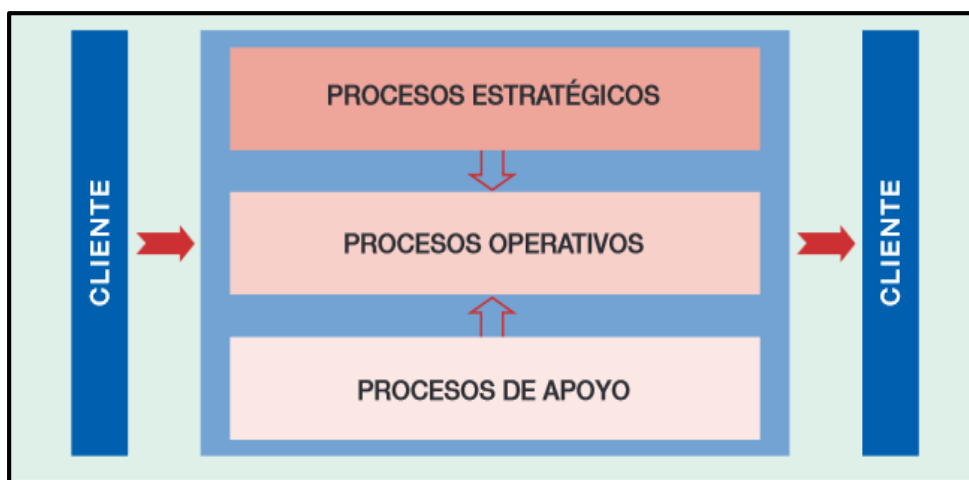 CLIENTE
PROCESOS ESTRATÉGICOS
PROCESOS OPERATIVOS
PROCESOS DE APOYO
CLIENTE